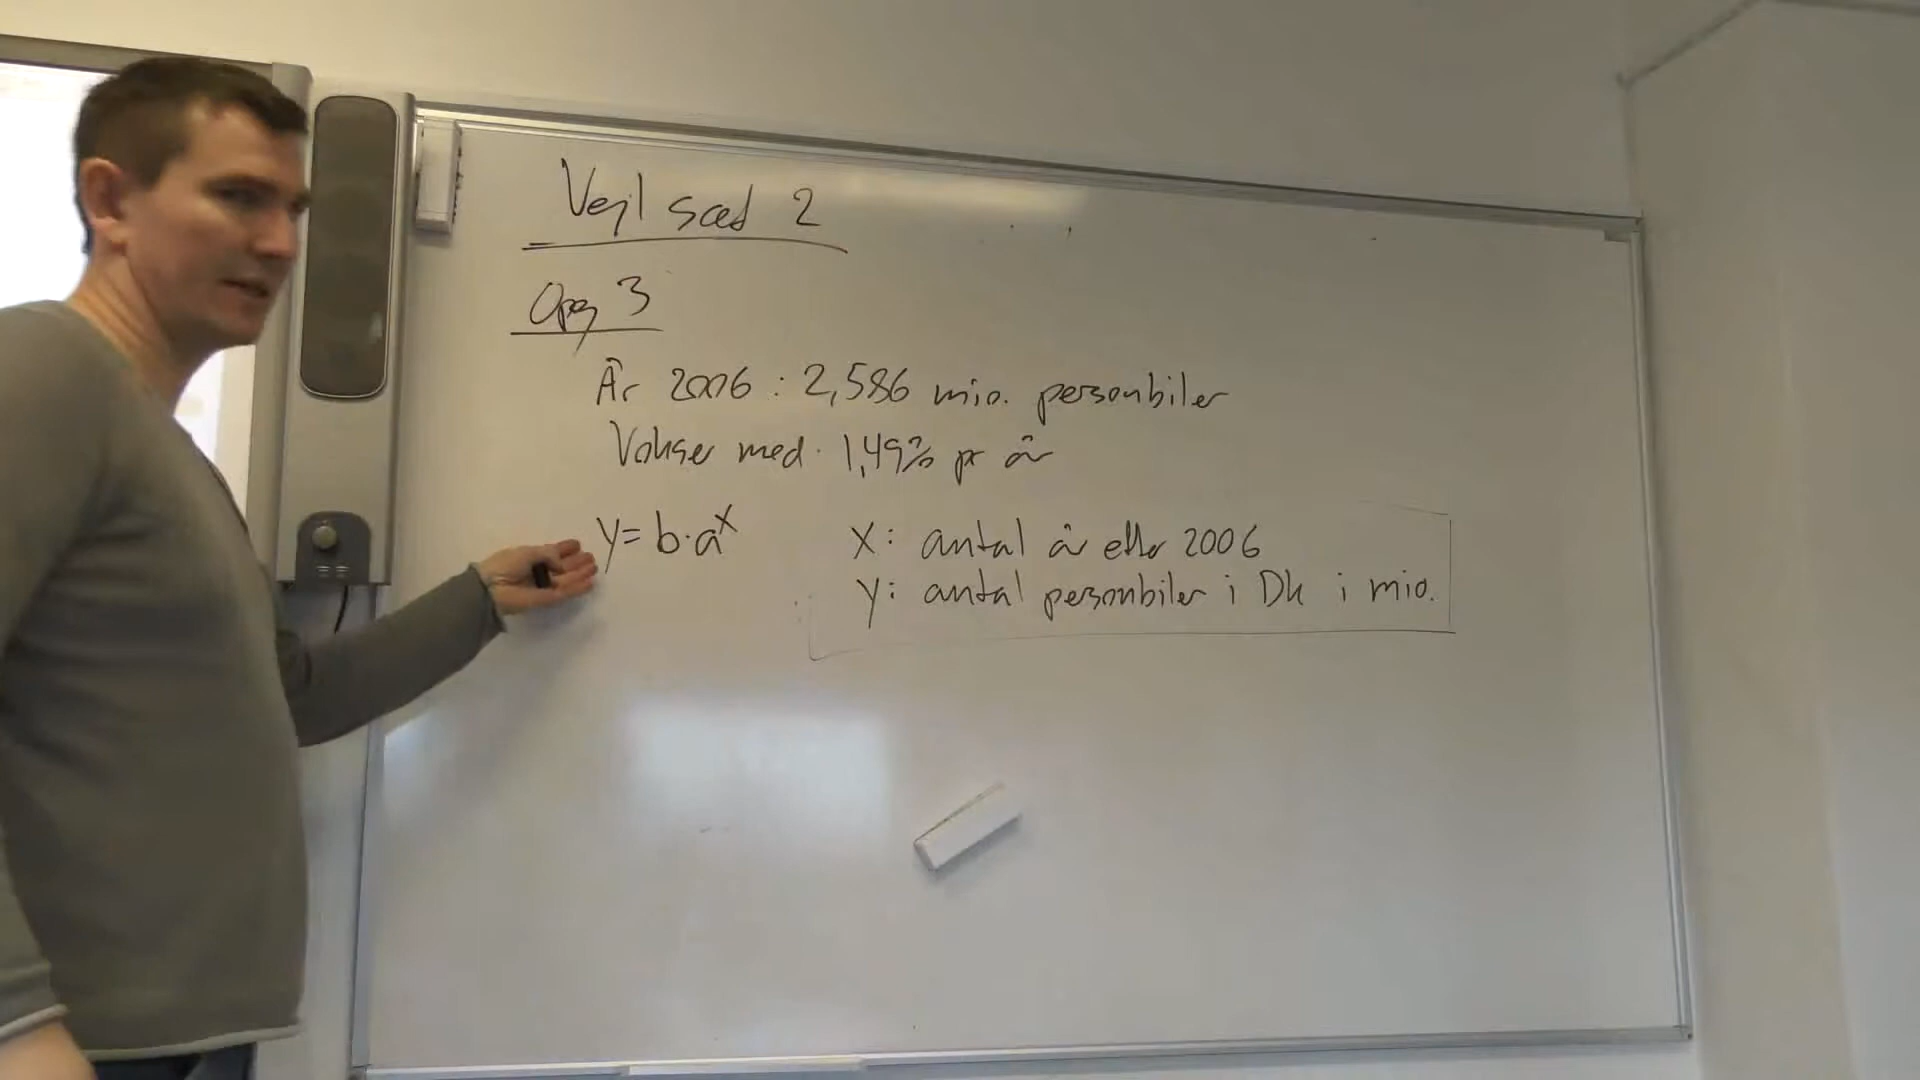 Vejl sæt 2
Opg 3
År 2006 : 2,586 mio. personbiler
Vokser med 1,49% pr år
y = b·a^x
x: antal år efter 2006
y: antal personbiler i Dk i mio.